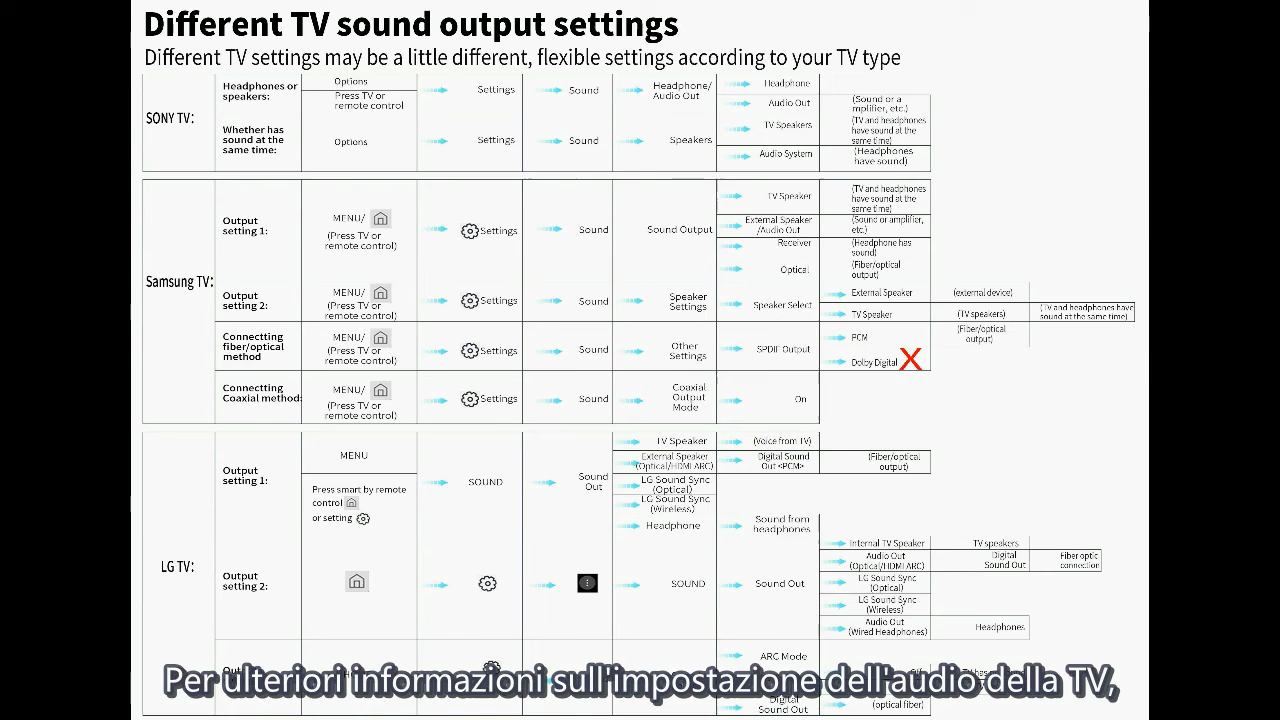 Different TV sound output settings
Different TV settings may be a little different, flexible settings according to your TV type
SONY TV:
Headphones or
speakers:
Options
Press TV or
remote control
Settings
Sound
Headphone/
Audio Out
Headphone
Audio Out
(Sound or a
mplifier, etc.)
Whether has
sound at the
same time:
Options
Settings
Sound
Speakers
TV Speakers
(TV and headphones
have sound at the
same time)
Audio System
(Headphones
have sound)
Samsung TV:
Output
setting 1:
MENU/
(Press TV or
remote control)
Settings
Sound
Sound Output
TV Speaker
(TV and headphones
have sound at the
same time)
External Speaker
/Audio Out
(Sound or amplifier,
etc.)
Receiver
(Headphone has
sound)
Optical
(Fiber/optical
output)
Output
setting 2:
MENU/
(Press TV or
remote control)
Settings
Sound
Speaker
Settings
Speaker Select
External Speaker
(external device)
TV Speaker
(TV speakers)
(TV and headphones have
sound at the same time)
Connectting
fiber/optical
method
MENU/
(Press TV or
remote control)
Settings
Sound
Other
Settings
SPDIF Output
PCM
(Fiber/optical
output)
Dolby Digital X
Connectting
Coaxial method:
MENU/
(Press TV or
remote control)
Settings
Sound
Coaxial
Output
Mode
On
LG TV:
Output
setting 1:
MENU
Press smart by remote
control
or setting
SOUND
Sound
Out
TV Speaker
(Voice from TV)
External Speaker
(Optical/HDMI ARC)
Digital Sound
Out <PCM>
(Fiber/optical
output)
LG Sound Sync
(Optical)
LG Sound Sync
(Wireless)
Headphone
Sound from
headphones
Output
setting 2:
SOUND
Sound Out
Internal TV Speaker
TV speakers
Audio Out
(Optical/HDMI ARC)
Digital
Sound Out
Fiber optic
connection
LG Sound Sync
(Optical)
LG Sound Sync
(Wireless)
Audio Out
(Wired Headphones)
Headphones
ARC Mode
Digital
Sound Out
(optical fiber)
Per ulteriori informazioni sull'impostazione dell'audio della TV,